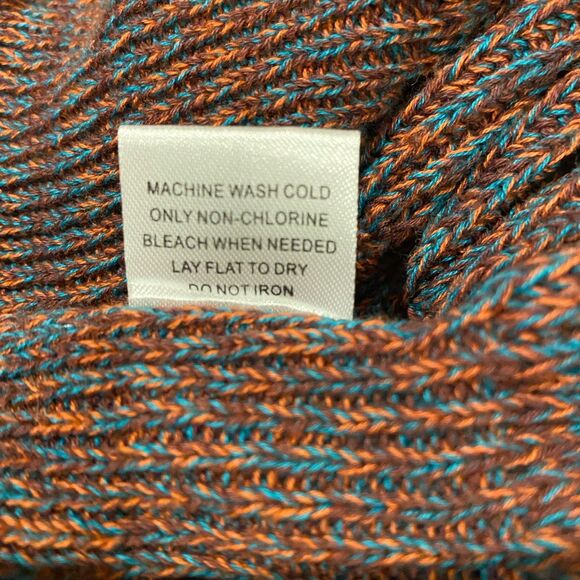 MACHINE WASH COLD
ONLY NON-CHLORINE
BLEACH WHEN NEEDED
LAY FLAT TO DRY
DO NOT IRON